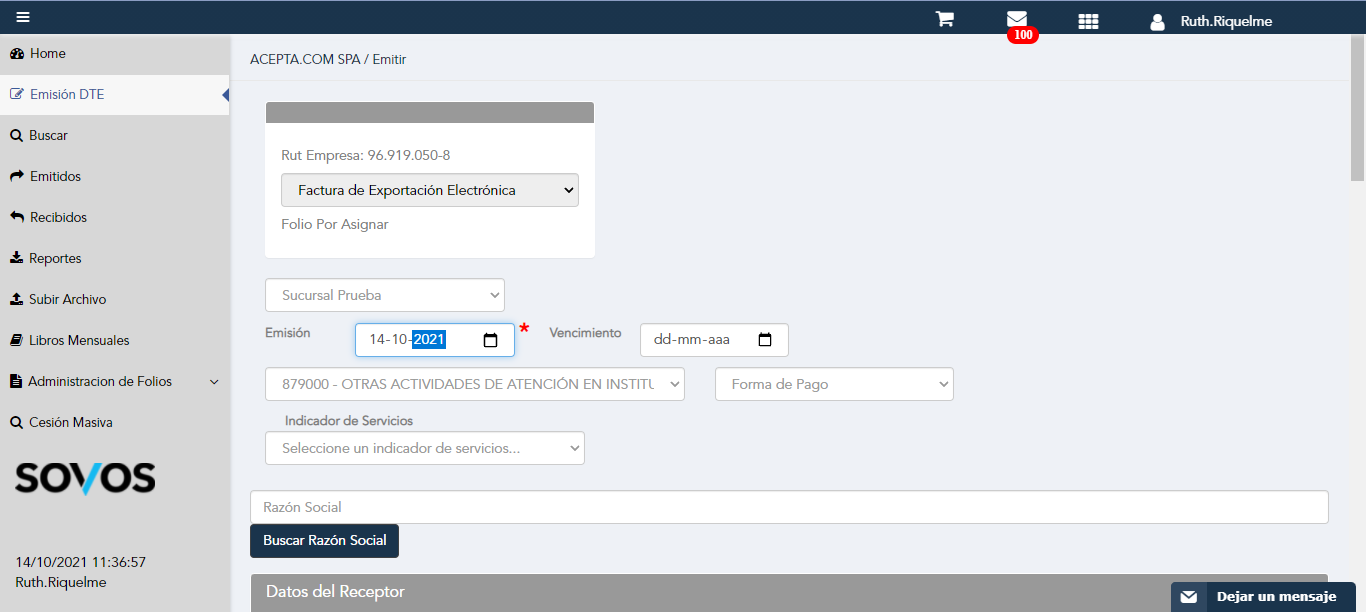 100
Ruth.Riquelme
Home
Emisión DTE
Buscar
Emitidos
Recibidos
Reportes
Subir Archivo
Libros Mensuales
Administracion de Folios
Cesión Masiva
SOVOS
14/10/2021 11:36:57
Ruth.Riquelme
ACEPTA.COM SPA / Emitir
Rut Empresa: 96.919.050-8
Factura de Exportación Electrónica
Folio Por Asignar
Sucursal Prueba
Emisión 14-10-2021 * Vencimiento dd-mm-aaa
879000 - OTRAS ACTIVIDADES DE ATENCIÓN EN INSTITU Forma de Pago
Indicador de Servicios
Seleccione un indicador de servicios...
Razón Social
Buscar Razón Social
Datos del Receptor
Dejar un mensaje